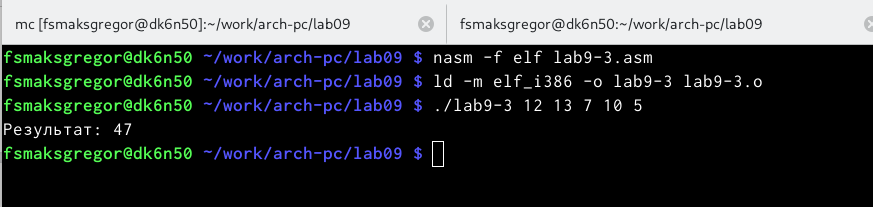 mc [fsmaksgregor@dk6n50]:~/work/arch-pc/lab09
fsmaksgregor@dk6n50:~/work/arch-pc/lab09
fsmaksgregor@dk6n50 ~/work/arch-pc/lab09 $ nasm -f elf lab9-3.asm
fsmaksgregor@dk6n50 ~/work/arch-pc/lab09 $ ld -m elf_i386 -o lab9-3 lab9-3.o
fsmaksgregor@dk6n50 ~/work/arch-pc/lab09 $ ./lab9-3 12 13 7 10 5
Результат: 47
fsmaksgregor@dk6n50 ~/work/arch-pc/lab09 $